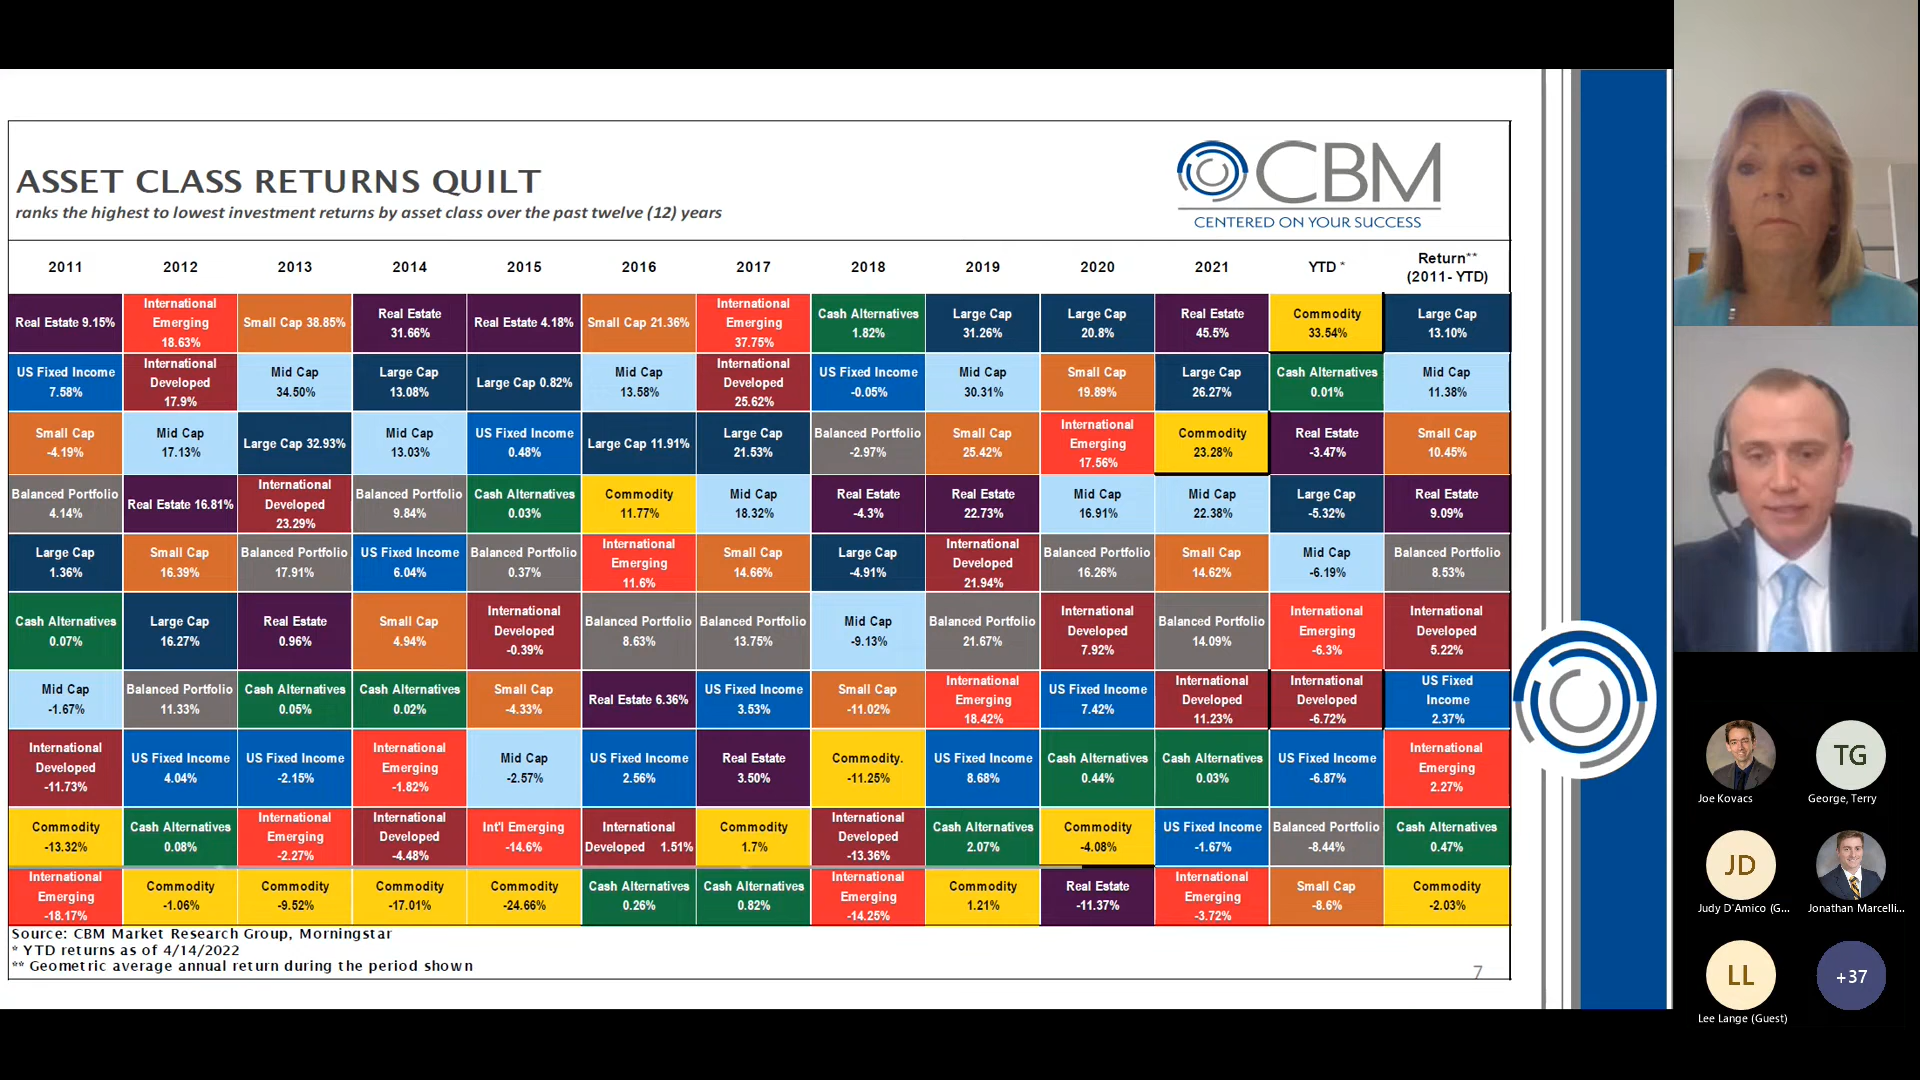 ASSET CLASS RETURNS QUILT
ranks the highest to lowest investment returns by asset class over the past twelve (12) years
CBM
CENTERED ON YOUR SUCCESS
2011 2012 2013 2014 2015 2016 2017 2018 2019 2020 2021 YTD * Return** (2011- YTD)
Real Estate 9.15%
International Emerging 18.63%
Small Cap 38.85%
Real Estate 31.66%
Real Estate 4.18%
Small Cap 21.36%
International Emerging 37.75%
Cash Alternatives 1.82%
Large Cap 31.26%
Large Cap 20.8%
Real Estate 45.5%
Commodity 33.54%
Large Cap 13.10%
US Fixed Income 7.58%
International Developed 17.9%
Mid Cap 34.50%
Large Cap 13.08%
Large Cap 0.82%
Mid Cap 13.58%
International Developed 25.62%
US Fixed Income -0.05%
Mid Cap 30.31%
Small Cap 19.89%
Large Cap 26.27%
Cash Alternatives 0.01%
Mid Cap 11.38%
Small Cap -4.19%
Mid Cap 17.13%
Large Cap 32.93%
Mid Cap 13.03%
US Fixed Income 0.48%
Large Cap 11.91%
Large Cap 21.53%
Balanced Portfolio -2.97%
Small Cap 25.42%
International Emerging 17.56%
Commodity 23.28%
Real Estate -3.47%
Small Cap 10.45%
Balanced Portfolio 4.14%
Real Estate 16.81%
International Developed 23.29%
Balanced Portfolio 9.84%
Cash Alternatives 0.03%
Commodity 11.77%
Mid Cap 18.32%
Real Estate -4.3%
Real Estate 22.73%
Mid Cap 16.91%
Mid Cap 22.38%
Large Cap -5.32%
Real Estate 9.09%
Large Cap 1.36%
Small Cap 16.39%
Balanced Portfolio 17.91%
US Fixed Income 6.04%
Balanced Portfolio 0.37%
International Emerging 11.6%
Small Cap 14.66%
Large Cap -4.91%
International Developed 21.94%
Balanced Portfolio 16.26%
Small Cap 14.62%
Mid Cap -6.19%
Balanced Portfolio 8.53%
Cash Alternatives 0.07%
Large Cap 16.27%
Real Estate 0.96%
Small Cap 4.94%
International Developed -0.39%
Balanced Portfolio 8.63%
Balanced Portfolio 13.75%
Mid Cap -9.13%
Balanced Portfolio 21.67%
International Developed 7.92%
Balanced Portfolio 14.09%
International Emerging -6.3%
International Developed 5.22%
Mid Cap -1.67%
Balanced Portfolio 11.33%
Cash Alternatives 0.05%
Cash Alternatives 0.02%
Small Cap -4.33%
Real Estate 6.36%
US Fixed Income 3.53%
Small Cap -11.02%
International Emerging 18.42%
US Fixed Income 7.42%
International Developed 11.23%
International Developed -6.72%
US Fixed Income 2.37%
International Developed -11.73%
US Fixed Income 4.04%
US Fixed Income -2.15%
International Emerging -1.82%
Mid Cap -2.57%
US Fixed Income 2.56%
Real Estate 3.50%
Commodity. -11.25%
US Fixed Income 8.68%
Cash Alternatives 0.44%
Cash Alternatives 0.03%
US Fixed Income -6.87%
International Emerging 2.27%
Commodity -13.32%
Cash Alternatives 0.08%
International Emerging -2.27%
International Developed -4.48%
Int'l Emerging -14.6%
International Developed 1.51%
Commodity 1.7%
International Developed -13.36%
Cash Alternatives 2.07%
Commodity -4.08%
US Fixed Income -1.67%
Balanced Portfolio -8.44%
Cash Alternatives 0.47%
International Emerging -18.17%
Commodity -1.06%
Commodity -9.52%
Commodity -17.01%
Commodity -24.66%
Cash Alternatives 0.26%
Cash Alternatives 0.82%
International Emerging -14.25%
Commodity 1.21%
Real Estate -11.37%
International Emerging -3.72%
Small Cap -8.6%
Commodity -2.03%
Source: CBM Market Research Group, Morningstar
* YTD returns as of 4/14/2022
** Geometric average annual return during the period shown
7
Joe Kovacs
TG
George, Terry
JD
Judy D'Amico (G...
Jonathan Marcelli...
LL
Lee Lange (Guest)
+37